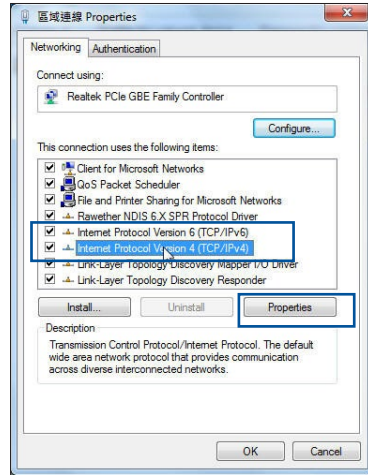 區域連線 Properties
Networking
Authentication
Connect using:
Realtek PCIe GBE Family Controller
Configure...
This connection uses the following items:
Client for Microsoft Networks
QoS Packet Scheduler
File and Printer Sharing for Microsoft Networks
Rawether NDIS 6.X SPR Protocol Driver
Internet Protocol Version 6 (TCP/IPv6)
Internet Protocol Version 4 (TCP/IPv4)
Link-Layer Topology Discovery Mapper I/O Driver
Link-Layer Topology Discovery Responder
Install...
Uninstall
Properties
Description
Transmission Control Protocol/Internet Protocol. The default
wide area network protocol that provides communication
across diverse interconnected networks.
OK
Cancel